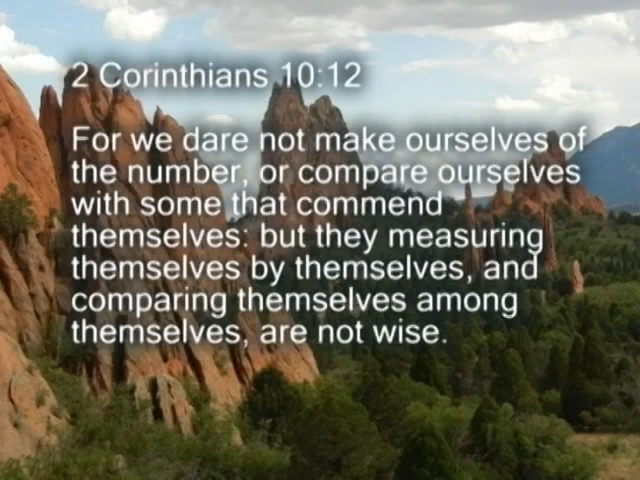 2 Corinthians 10:12
For we dare not make ourselves of
the number, or compare ourselves
with some that commend
themselves: but they measuring
themselves by themselves, and
comparing themselves among
themselves, are not wise.